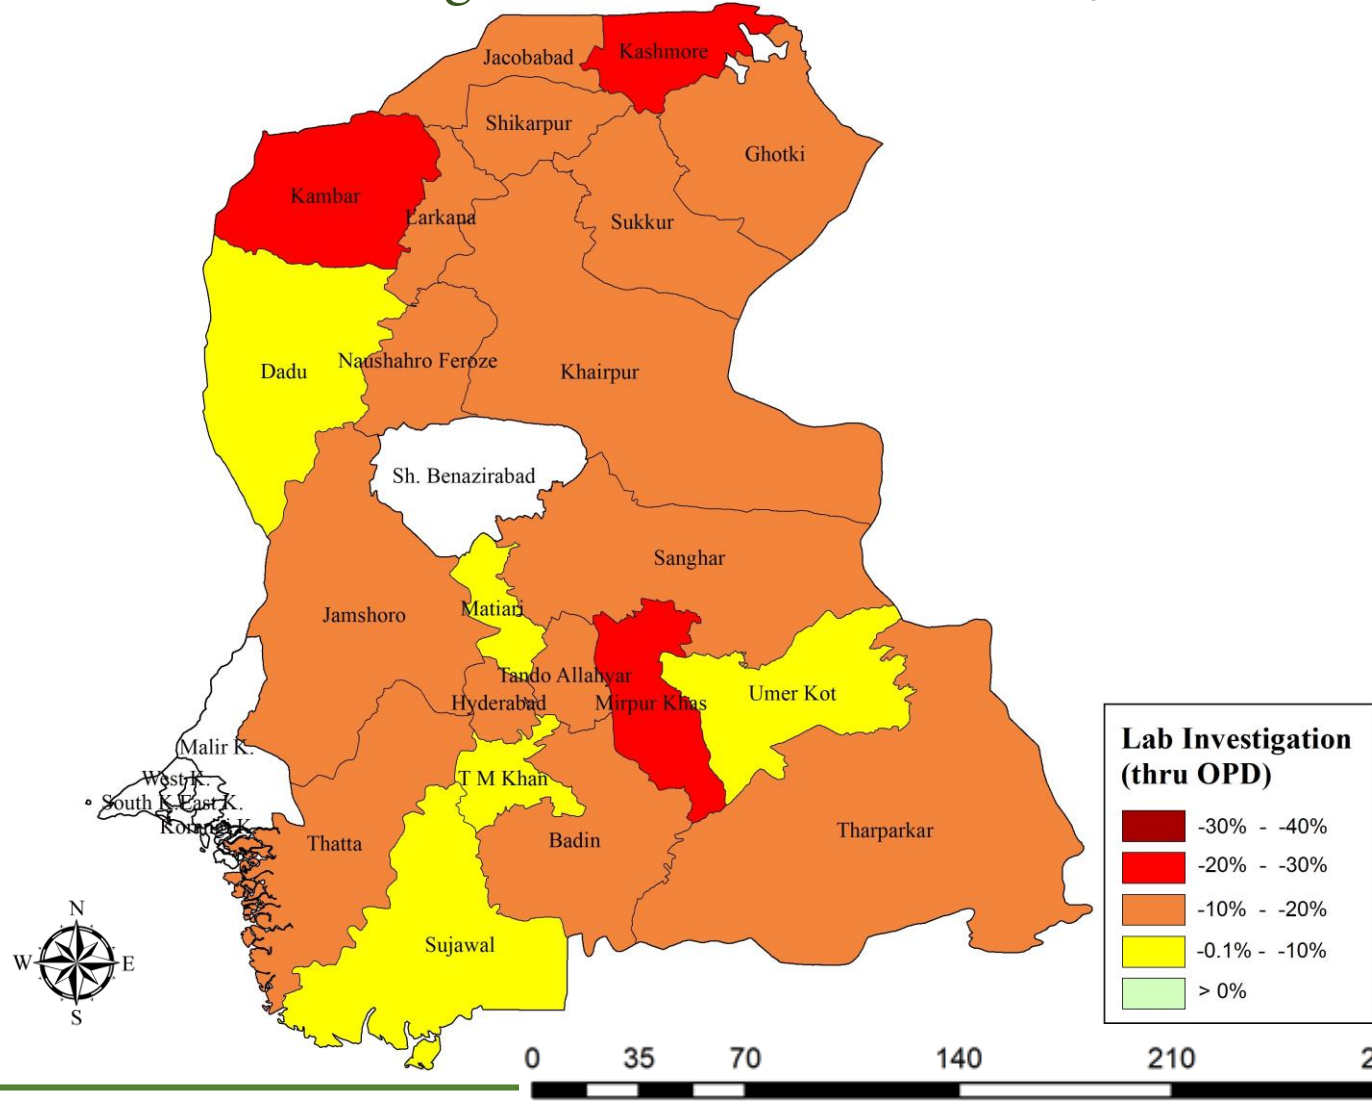 Jacobabad
Kashmore
Shikarpur
Ghotki
Kambar
Larkana
Sukkur
Dadu
Naushahro Feroze
Khairpur
Sh. Benazirabad
Sanghar
Jamshoro
Matiari
Tando Allahyar
Hyderabad
Mirpur Khas
Umer Kot
Malir K.
West K.
South K.
East K.
Korangi K.
T M Khan
Thatta
Badin
Tharparkar
Sujawal
N
W
E
S
Lab Investigation
(thru OPD)
-30% - -40%
-20% - -30%
-10% - -20%
-0.1% - -10%
> 0%
0 35 70 140 210